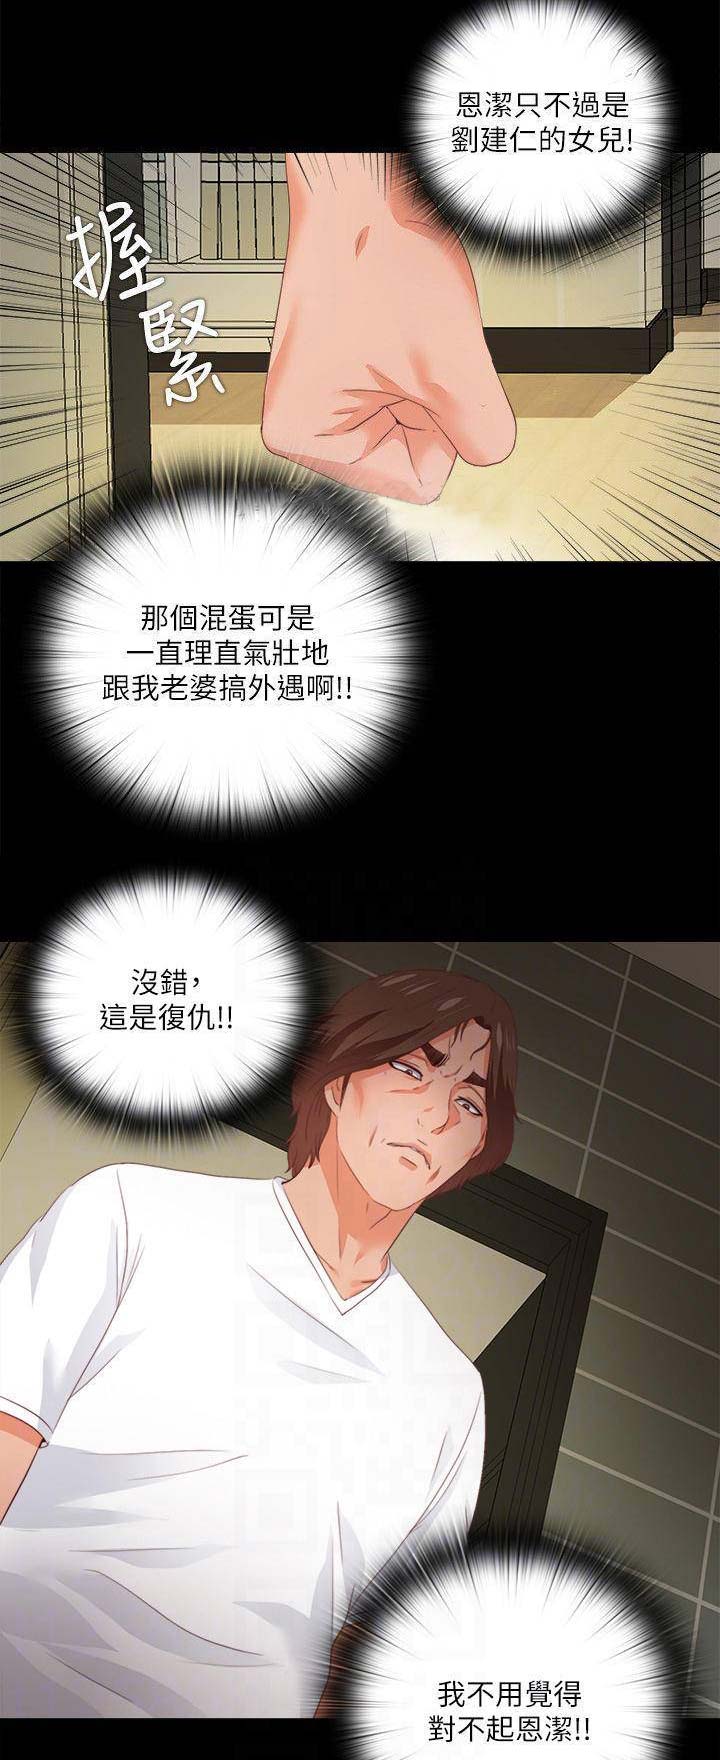 恩潔只不過是
劉建仁的女兒!
握
緊
那個混蛋可是
一直理直氣壯地
跟我老婆搞外遇啊!!
沒錯,
這是復仇!!
我不用覺得
對不起恩潔!!